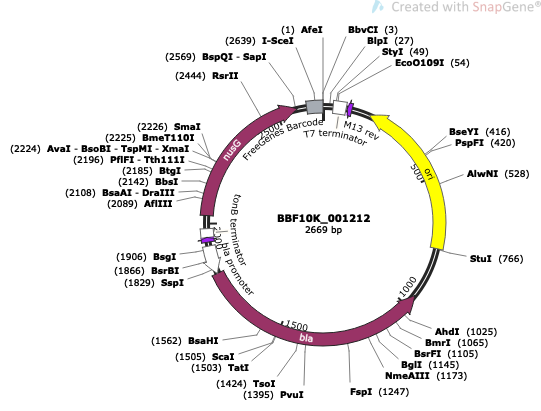 Created with SnapGene®
(1) AfeI
BbvCI (3)
(2639) I-SceI
BlpI (27)
StyI (49)
(2569) BspQI - SapI
EcoO109I (54)
(2444) RsrII
2500
FreeGenes Barcode
M13 rev
T7 terminator
(2226) SmaI
(2225) BmeT110I
(2224) AvaI - BsoBI - TspMI - XmaI
(2196) PflFI - Tth111I
(2185) BtgI
(2142) BbsI
(2108) BsaAI - DraIII
(2089) AflIII
nusG
BseYI (416)
PspFI (420)
AlwNI (528)
ori
500
BBF10K_001212
2669 bp
tonB terminator
bla promoter
(1906) BsgI
(1866) BsrBI
(1829) SspI
StuI (766)
1000
1500
bla
(1562) BsaHI
(1505) ScaI
(1503) TatI
(1424) TsoI
(1395) PvuI
AhdI (1025)
BmrI (1065)
BsrFI (1105)
BglI (1145)
NmeAIII (1173)
FspI (1247)